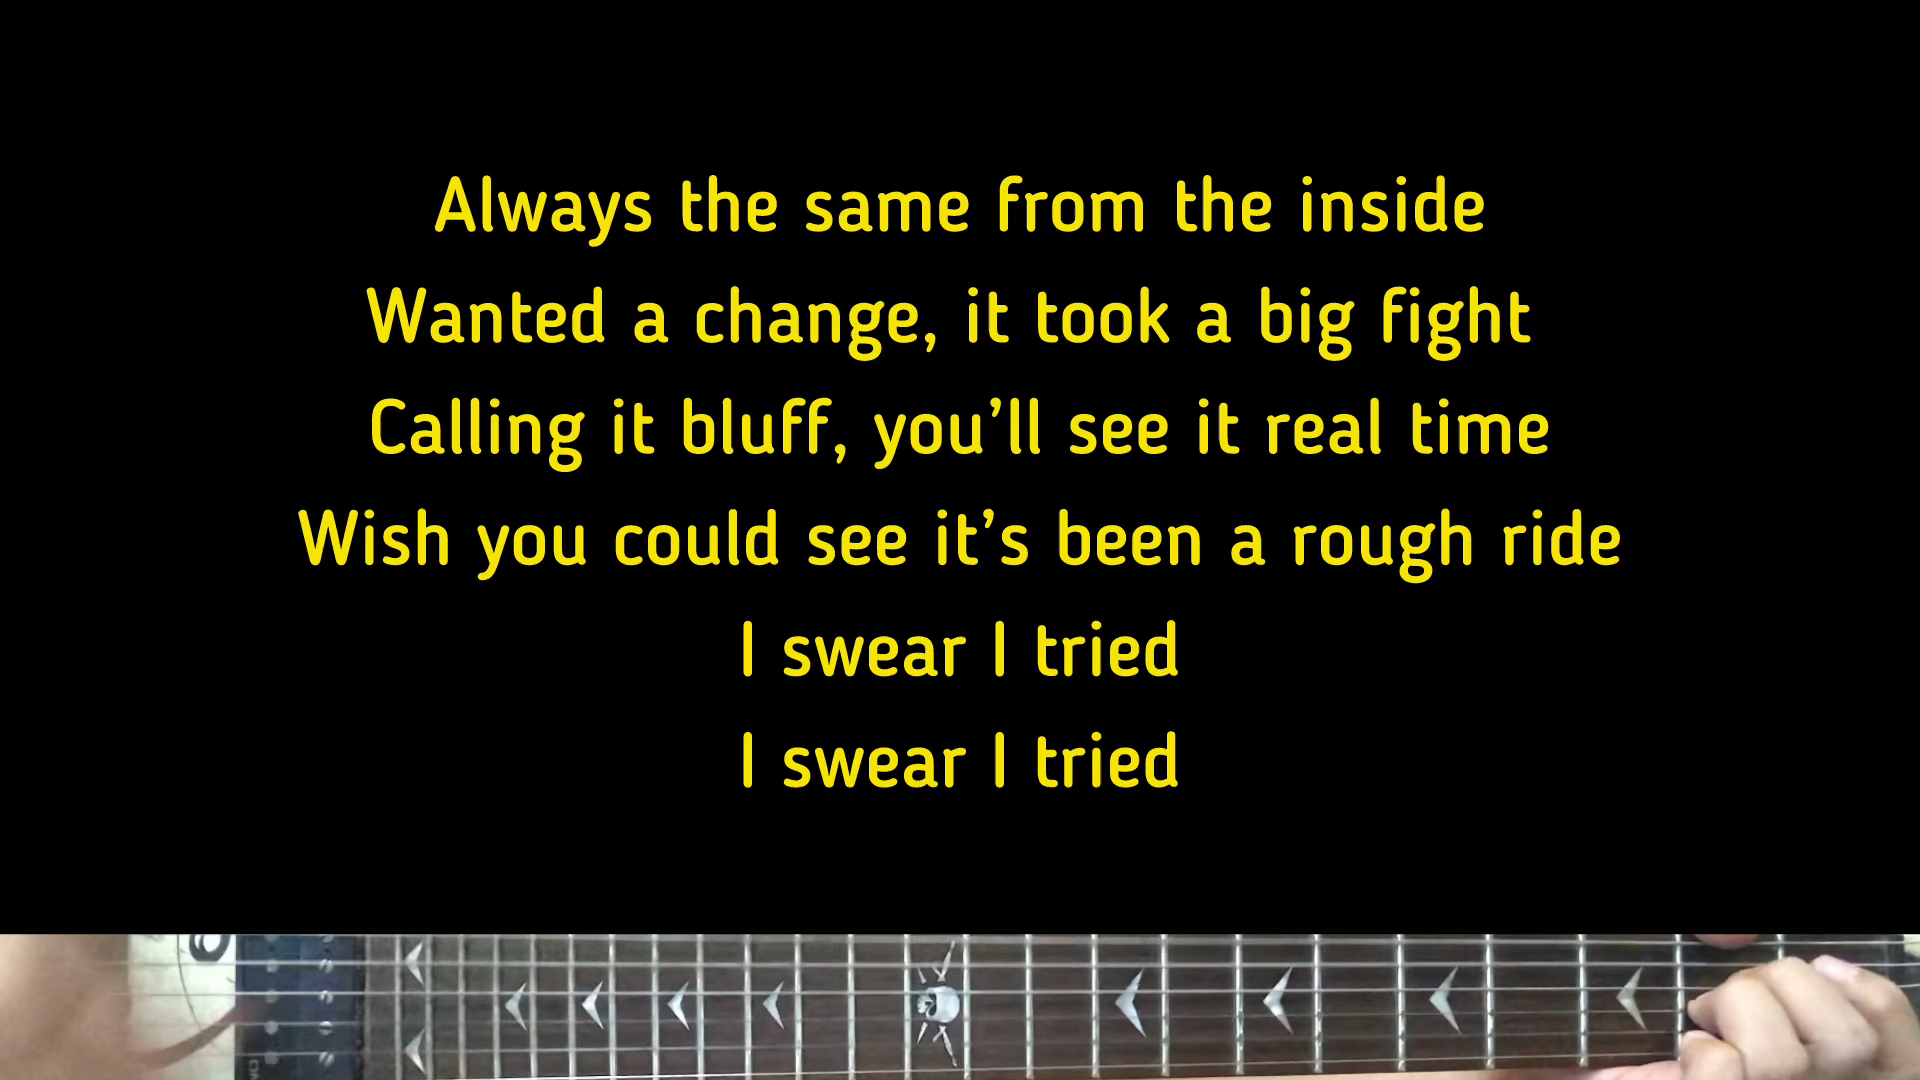 Always the same from the inside
Wanted a change, it took a big fight
Calling it bluff, you’ll see it real time
Wish you could see it’s been a rough ride
I swear I tried
I swear I tried